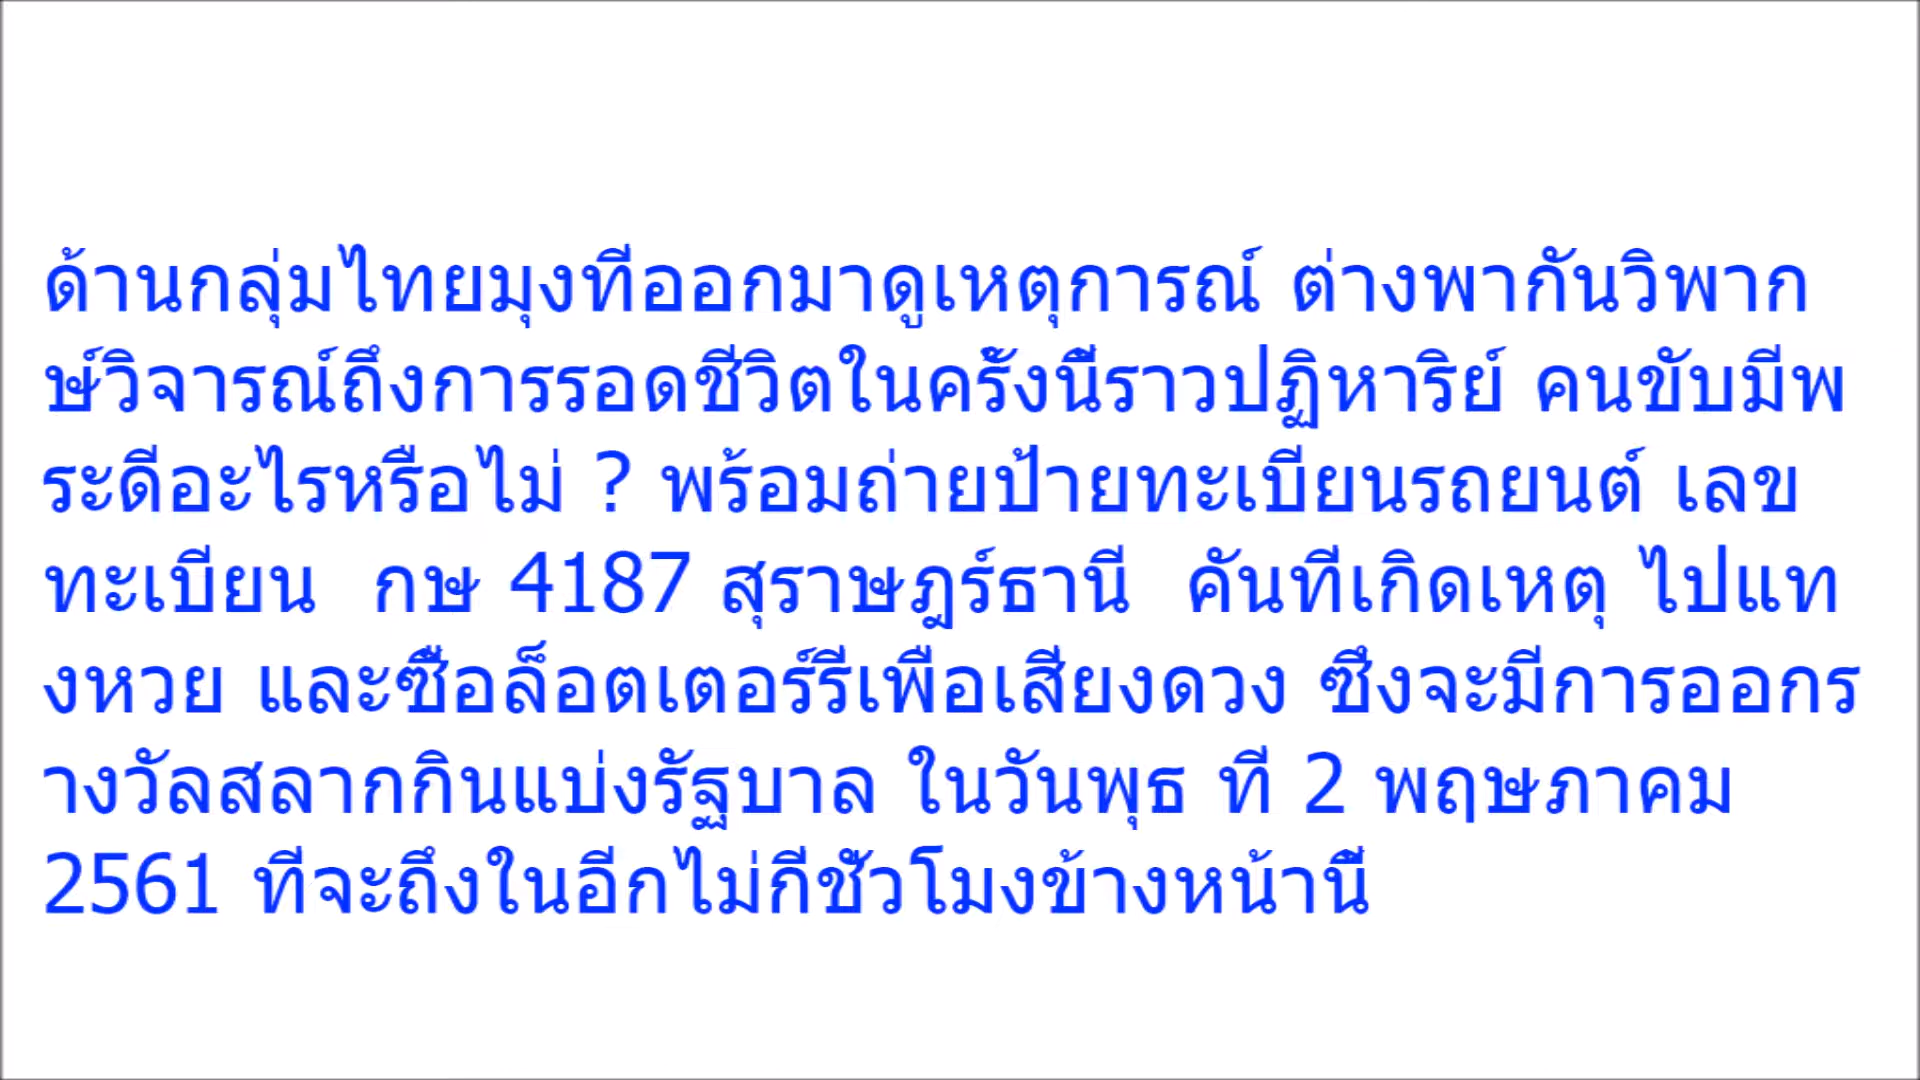 ด้านกลุ่มไทยมุงที่ออกมาดูเหตุการณ์ ต่างพากันวิพาก
ษ์วิจารณ์ถึงการรอดชีวิตในครั้งนี้ราวปฏิหาริย์ คนขับมีพ
ระดีอะไรหรือไม่ ? พร้อมถ่ายป้ายทะเบียนรถยนต์ เลข
ทะเบียน  กษ 4187 สุราษฎร์ธานี  คันที่เกิดเหตุ ไปแท
งหวย และซื้อล็อตเตอร์รี่เพื่อเสี่ยงดวง ซึ่งจะมีการออกร
างวัลสลากกินแบ่งรัฐบาล ในวันพุธ ที่ 2 พฤษภาคม
2561 ที่จะถึงในอีกไม่กี่ชั่วโมงข้างหน้านี้